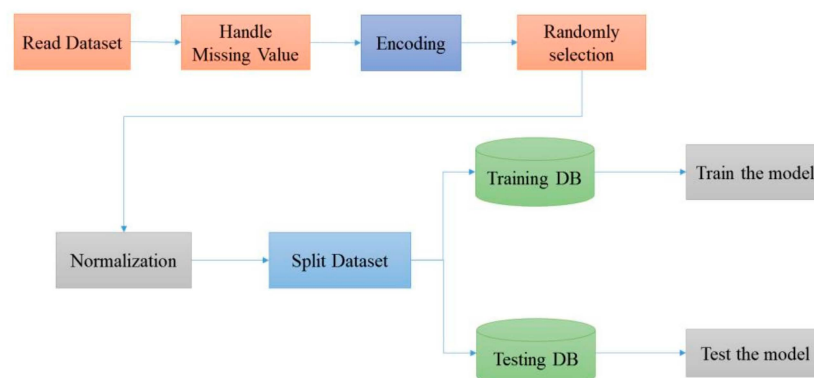 Read Dataset
Handle
Missing Value
Encoding
Randomly
selection
Training DB
Train the model
Normalization
Split Dataset
Testing DB
Test the model